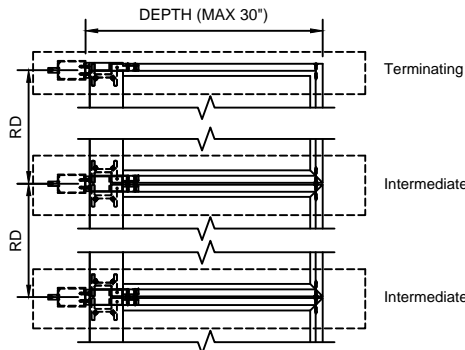 DEPTH (MAX 30")
Terminating
RD
Intermediate
RD
Intermediate